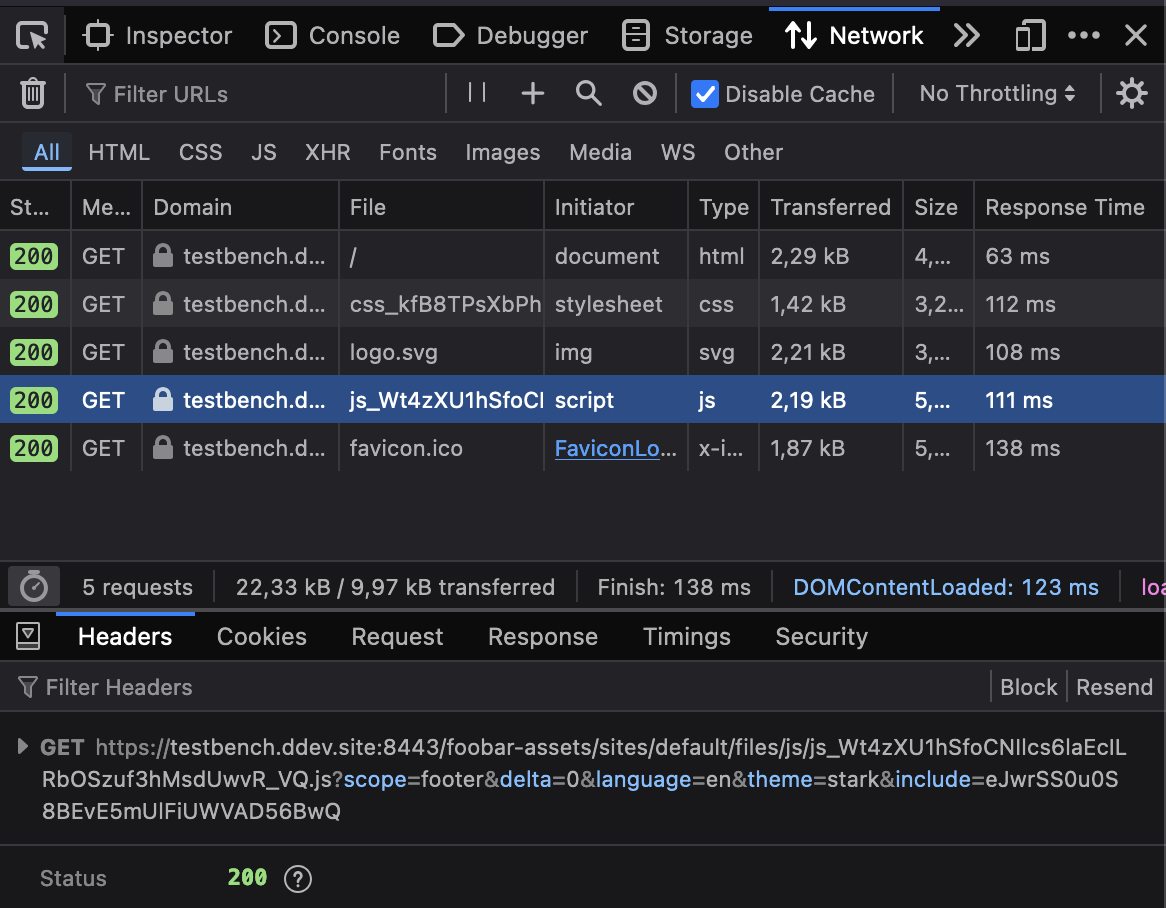 Inspector Console Debugger Storage Network
Filter URLs Disable Cache No Throttling
All HTML CSS JS XHR Fonts Images Media WS Other
St... Me... Domain File Initiator Type Transferred Size Response Time
200 GET testbench.d... / document html 2,29 kB 4,... 63 ms
200 GET testbench.d... css_kfB8TPsXbPh stylesheet css 1,42 kB 3,2... 112 ms
200 GET testbench.d... logo.svg img svg 2,21 kB 3,... 108 ms
200 GET testbench.d... js_Wt4zXU1hSfoCI script js 2,19 kB 5,... 111 ms
200 GET testbench.d... favicon.ico FaviconLo... x-i... 1,87 kB 5,... 138 ms
5 requests 22,33 kB / 9,97 kB transferred Finish: 138 ms DOMContentLoaded: 123 ms loa
Headers Cookies Request Response Timings Security
Filter Headers Block Resend
GET https://testbench.ddev.site:8443/foobar-assets/sites/default/files/js/js_Wt4zXU1hSfoCNIlcs6laEcIL
RbOSzuf3hMsdUwvR_VQ.js?scope=footer&delta=0&language=en&theme=stark&include=eJwrSS0u0S
8BEvE5mUlFiUWVAD56BwQ
Status 200 ?